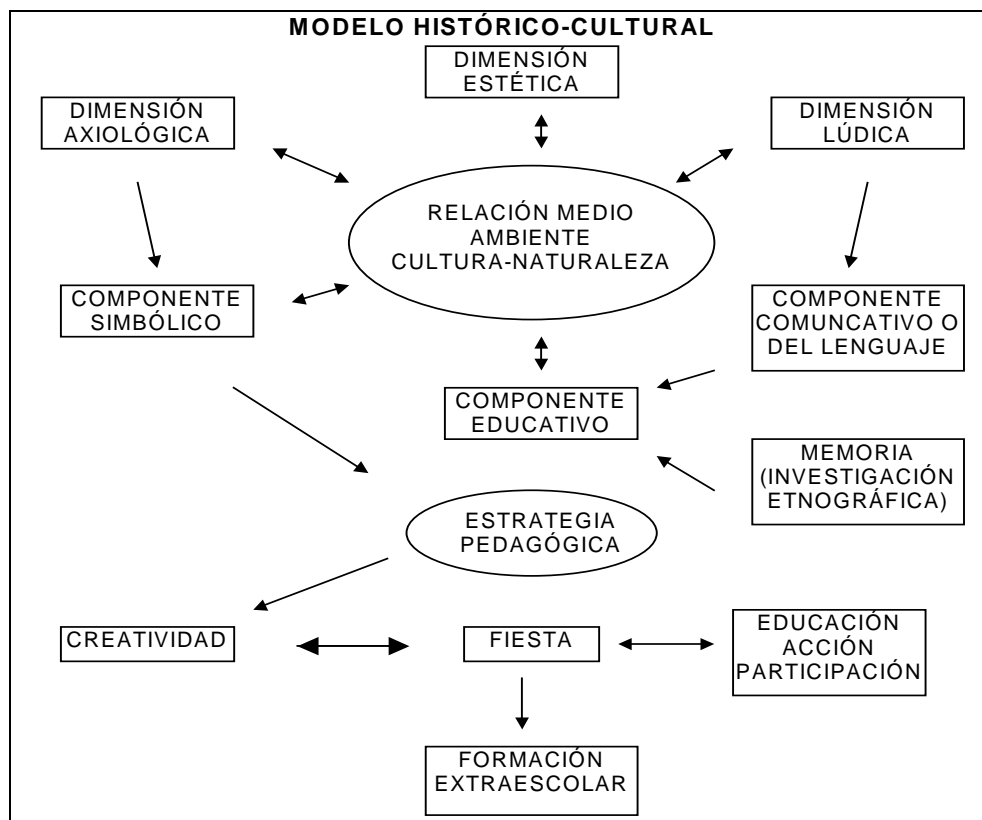 MODELO HISTÓRICO-CULTURAL
DIMENSIÓN
ESTÉTICA
DIMENSIÓN
AXIOLÓGICA
DIMENSIÓN
LÚDICA
RELACIÓN MEDIO
AMBIENTE
CULTURA-NATURALEZA
COMPONENTE
SIMBÓLICO
COMPONENTE
COMUNCATIVO O
DEL LENGUAJE
COMPONENTE
EDUCATIVO
MEMORIA
(INVESTIGACIÓN
ETNOGRÁFICA)
ESTRATEGIA
PEDAGÓGICA
CREATIVIDAD
FIESTA
EDUCACIÓN
ACCIÓN
PARTICIPACIÓN
FORMACIÓN
EXTRAESCOLAR